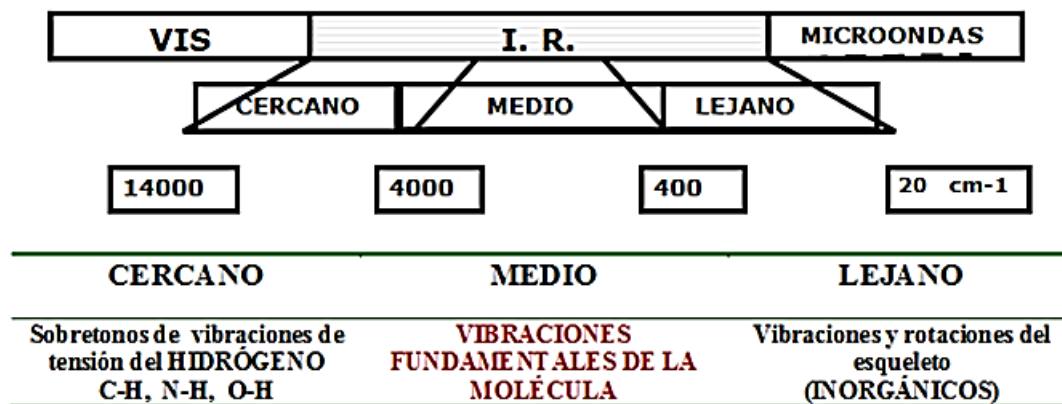 VIS I. R. MICROONDAS
CERCANO MEDIO LEJANO
14000 4000 400 20 cm-1
CERCANO MEDIO LEJANO
Sobretonos de vibraciones de
tensión del HIDRÓGENO
C-H, N-H, O-H
VIBRACIONES
FUNDAMENTALES DE LA
MOLÉCULA
Vibraciones y rotaciones del
esqueleto
(INORGÁNICOS)